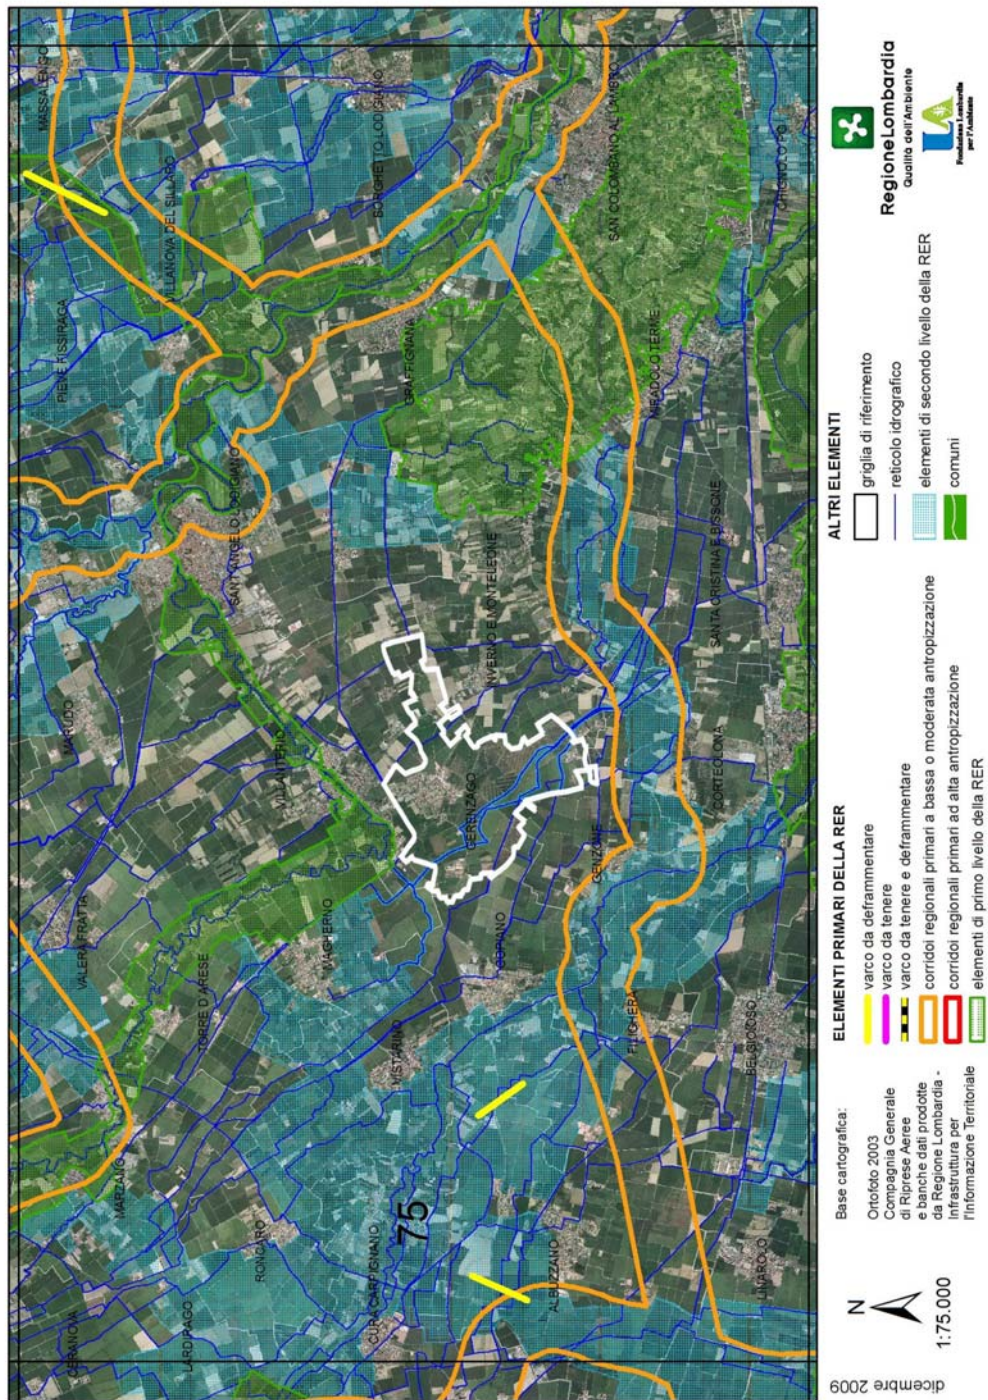 MASSALENGO
PIEVE FISSIRAGA
VILLANOVA DEL SILLARO
BORGHETTO LODIGIANO
MARUDO
SANT'ANGELO LODIGIANO
GRAFFIGNANA
SAN COLOMBANO AL LAMBRO
VALERA FRATTA
VILLANTERIO
CHIGNOLO PO
TORRE D'ARESE
MAGHERNO
GERENZAGO
INVERNO E MONTELEONE
MIRADOLO TERME
MARZANO
VISTARINO
COPIANO
GENZONE
SANTA CRISTINA E BISSONE
CORTEOLONA
CERANOVA
LARDIRAGO
RONCARO
CURA CARPIGNANO
75
ALBUZZANO
FILIGHERA
BELGIOIOSO
LINAROLO
dicembre 2009
N
1:75.000
Base cartografica:
Ortofoto 2003
Compagnia Generale
di Riprese Aeree
e banche dati prodotte
da Regione Lombardia -
Infrastruttura per
l'Informazione Territoriale
ELEMENTI PRIMARI DELLA RER
varco da deframmentare
varco da tenere
varco da tenere e deframmentare
corridoi regionali primari a bassa o moderata antropizzazione
corridoi regionali primari ad alta antropizzazione
elementi di primo livello della RER
ALTRI ELEMENTI
griglia di riferimento
reticolo idrografico
elementi di secondo livello della RER
comuni
RegioneLombardia
Qualità dell'Ambiente
Fondazione Lombardia
per l'Ambiente